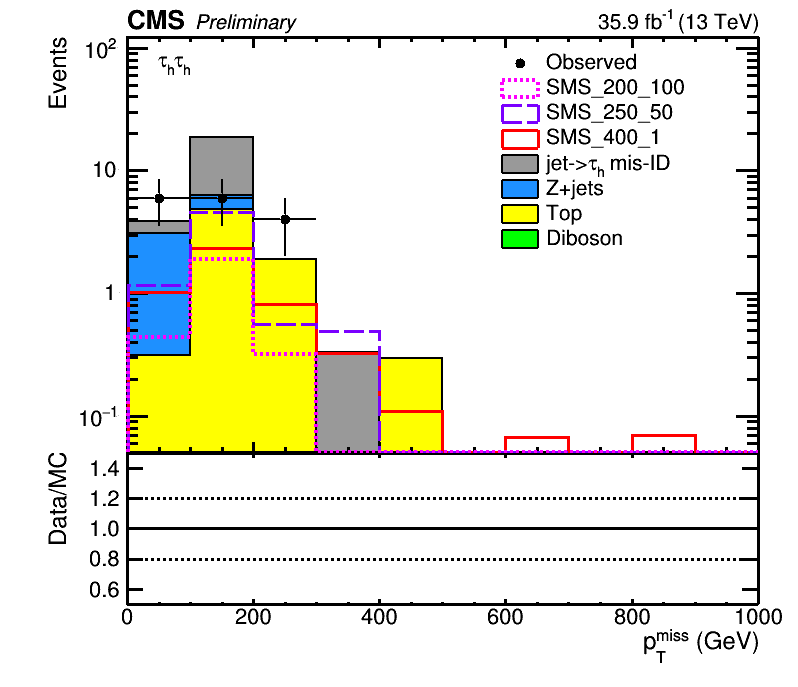 CMS Preliminary 35.9 fb⁻¹ (13 TeV)
τₕτₕ
Observed
SMS_200_100
SMS_250_50
SMS_400_1
jet->τₕ mis-ID
Z+jets
Top
Diboson
Events
10²
10
1
10⁻¹
Data/MC
1.4
1.2
1.0
0.8
0.6
0 200 400 600 800 1000
p_T^miss (GeV)